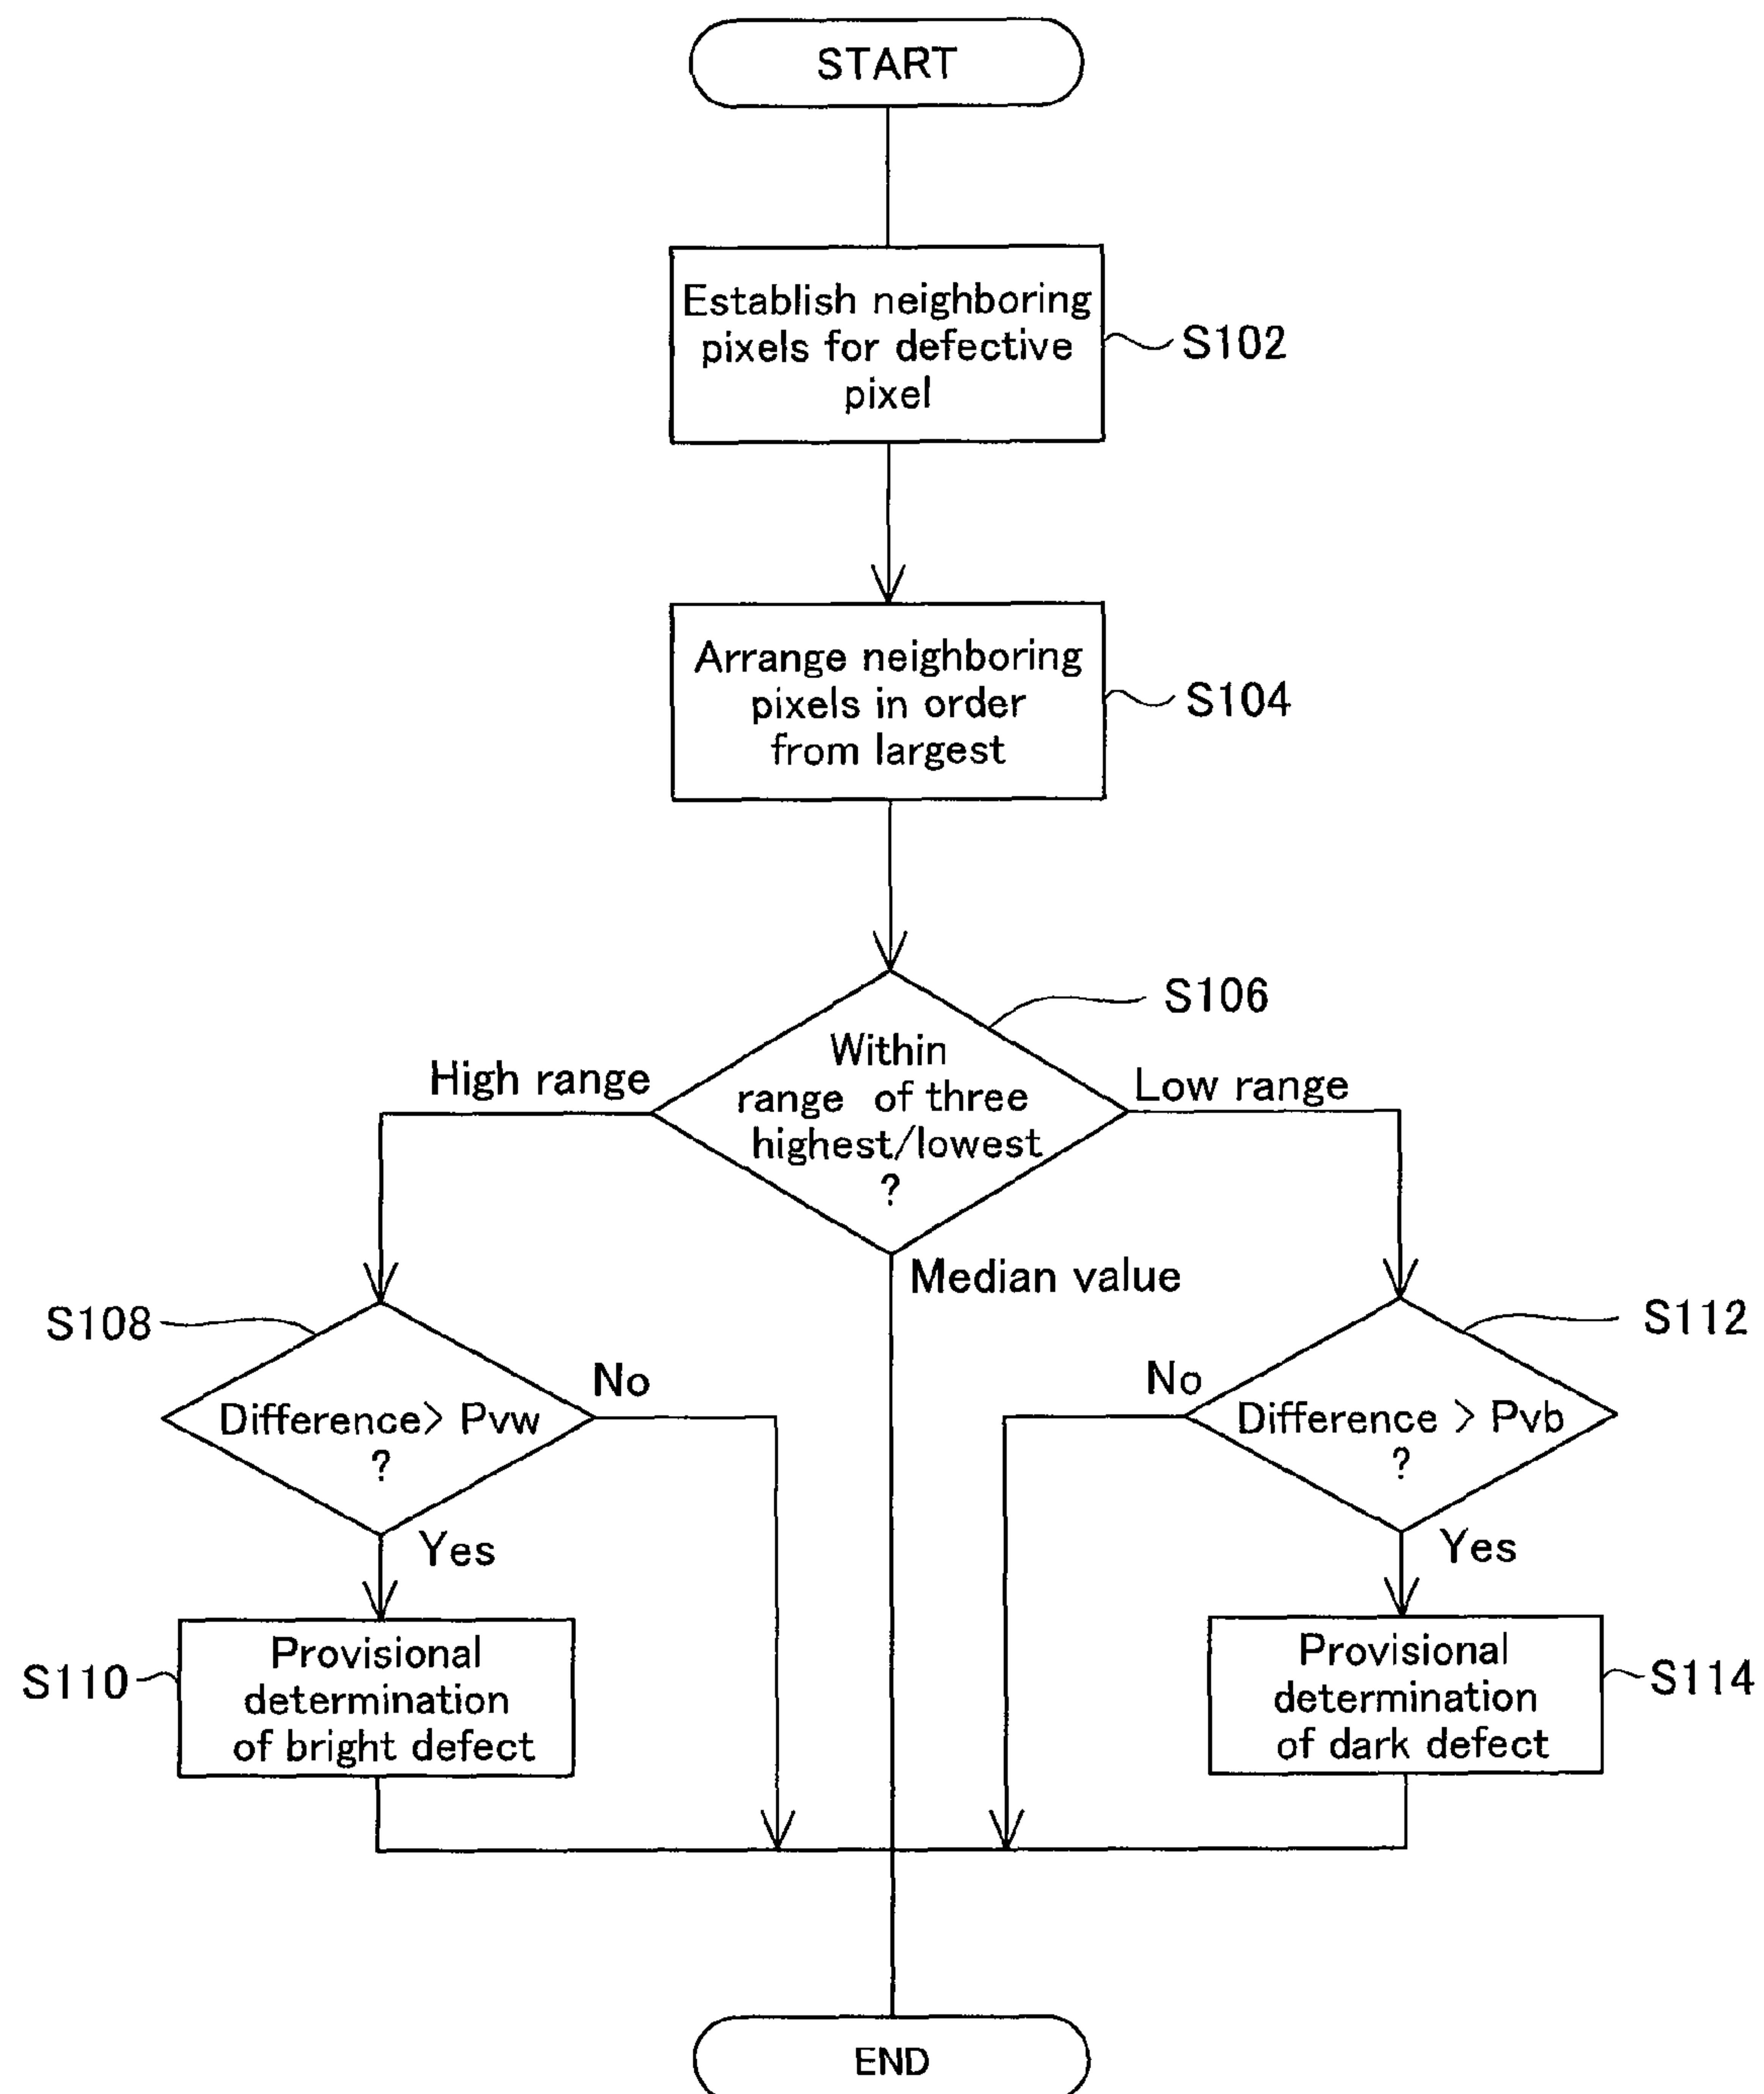 START
Establish neighboring
pixels for defective
pixel
S102
Arrange neighboring
pixels in order
from largest
S104
S106
Within
range of three
highest/lowest
?
High range
Low range
Median value
S108
Difference> Pvw
?
No
Yes
S112
Difference > Pvb
?
No
Yes
S110
Provisional
determination
of bright defect
Provisional
determination
of dark defect
S114
END